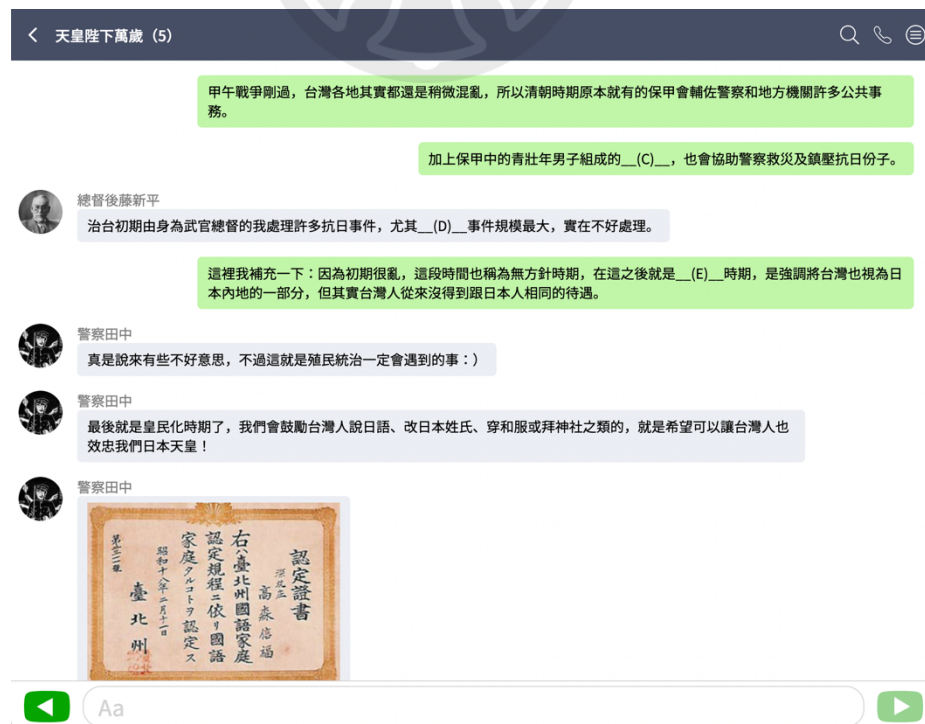 天皇陛下萬歲（5）
甲午戰爭剛過，台灣各地其實都還是稍微混亂，所以清朝時期原本就有的保甲會輔佐警察和地方機關許多公共事
務。
加上保甲中的青壯年男子組成的__(C)__，也會協助警察救災及鎮壓抗日份子。
總督後藤新平
治台初期由身為武官總督的我處理許多抗日事件，尤其__(D)__事件規模最大，實在不好處理。
這裡我補充一下：因為初期很亂，這段時間也稱為無方針時期，在這之後就是__(E)__時期，是強調將台灣也視為日
本內地的一部分，但其實台灣人從來沒得到跟日本人相同的待遇。
警察田中
真是說來有些不好意思，不過這就是殖民統治一定會遇到的事：）
警察田中
最後就是皇民化時期了，我們會鼓勵台灣人說日語、改日本姓氏、穿和服或拜神社之類的，就是希望可以讓台灣人也
效忠我們日本天皇！
警察田中
認定證書
高森信福
右ハ臺北州國語家庭
認定規程ニ依リ國語
家庭タルコトヲ認定ス
昭和十八年二月十一日
臺北州
Aa